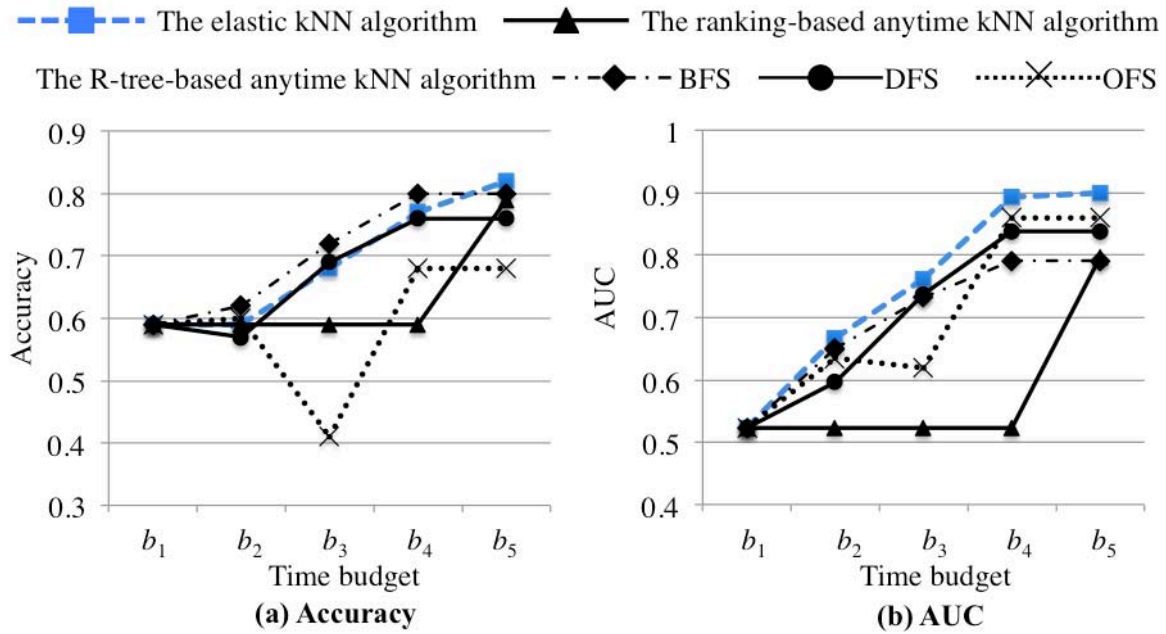 The elastic kNN algorithm The ranking-based anytime kNN algorithm
The R-tree-based anytime kNN algorithm BFS DFS OFS
Accuracy
0.9
0.8
0.7
0.6
0.5
0.4
0.3
b1 b2 b3 b4 b5
Time budget
(a) Accuracy
AUC
1
0.9
0.8
0.7
0.6
0.5
0.4
b1 b2 b3 b4 b5
Time budget
(b) AUC